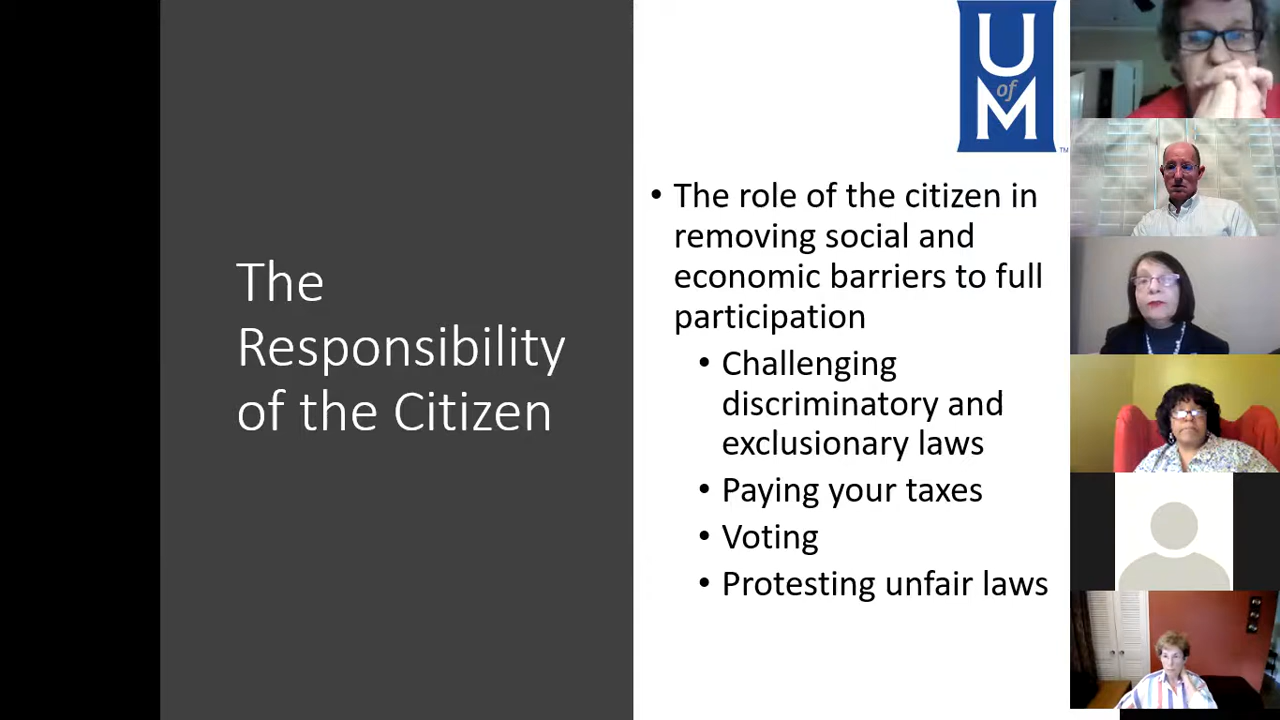 U
of
M
TM
The
Responsibility
of the Citizen
• The role of the citizen in
removing social and
economic barriers to full
participation
• Challenging
discriminatory and
exclusionary laws
• Paying your taxes
• Voting
• Protesting unfair laws